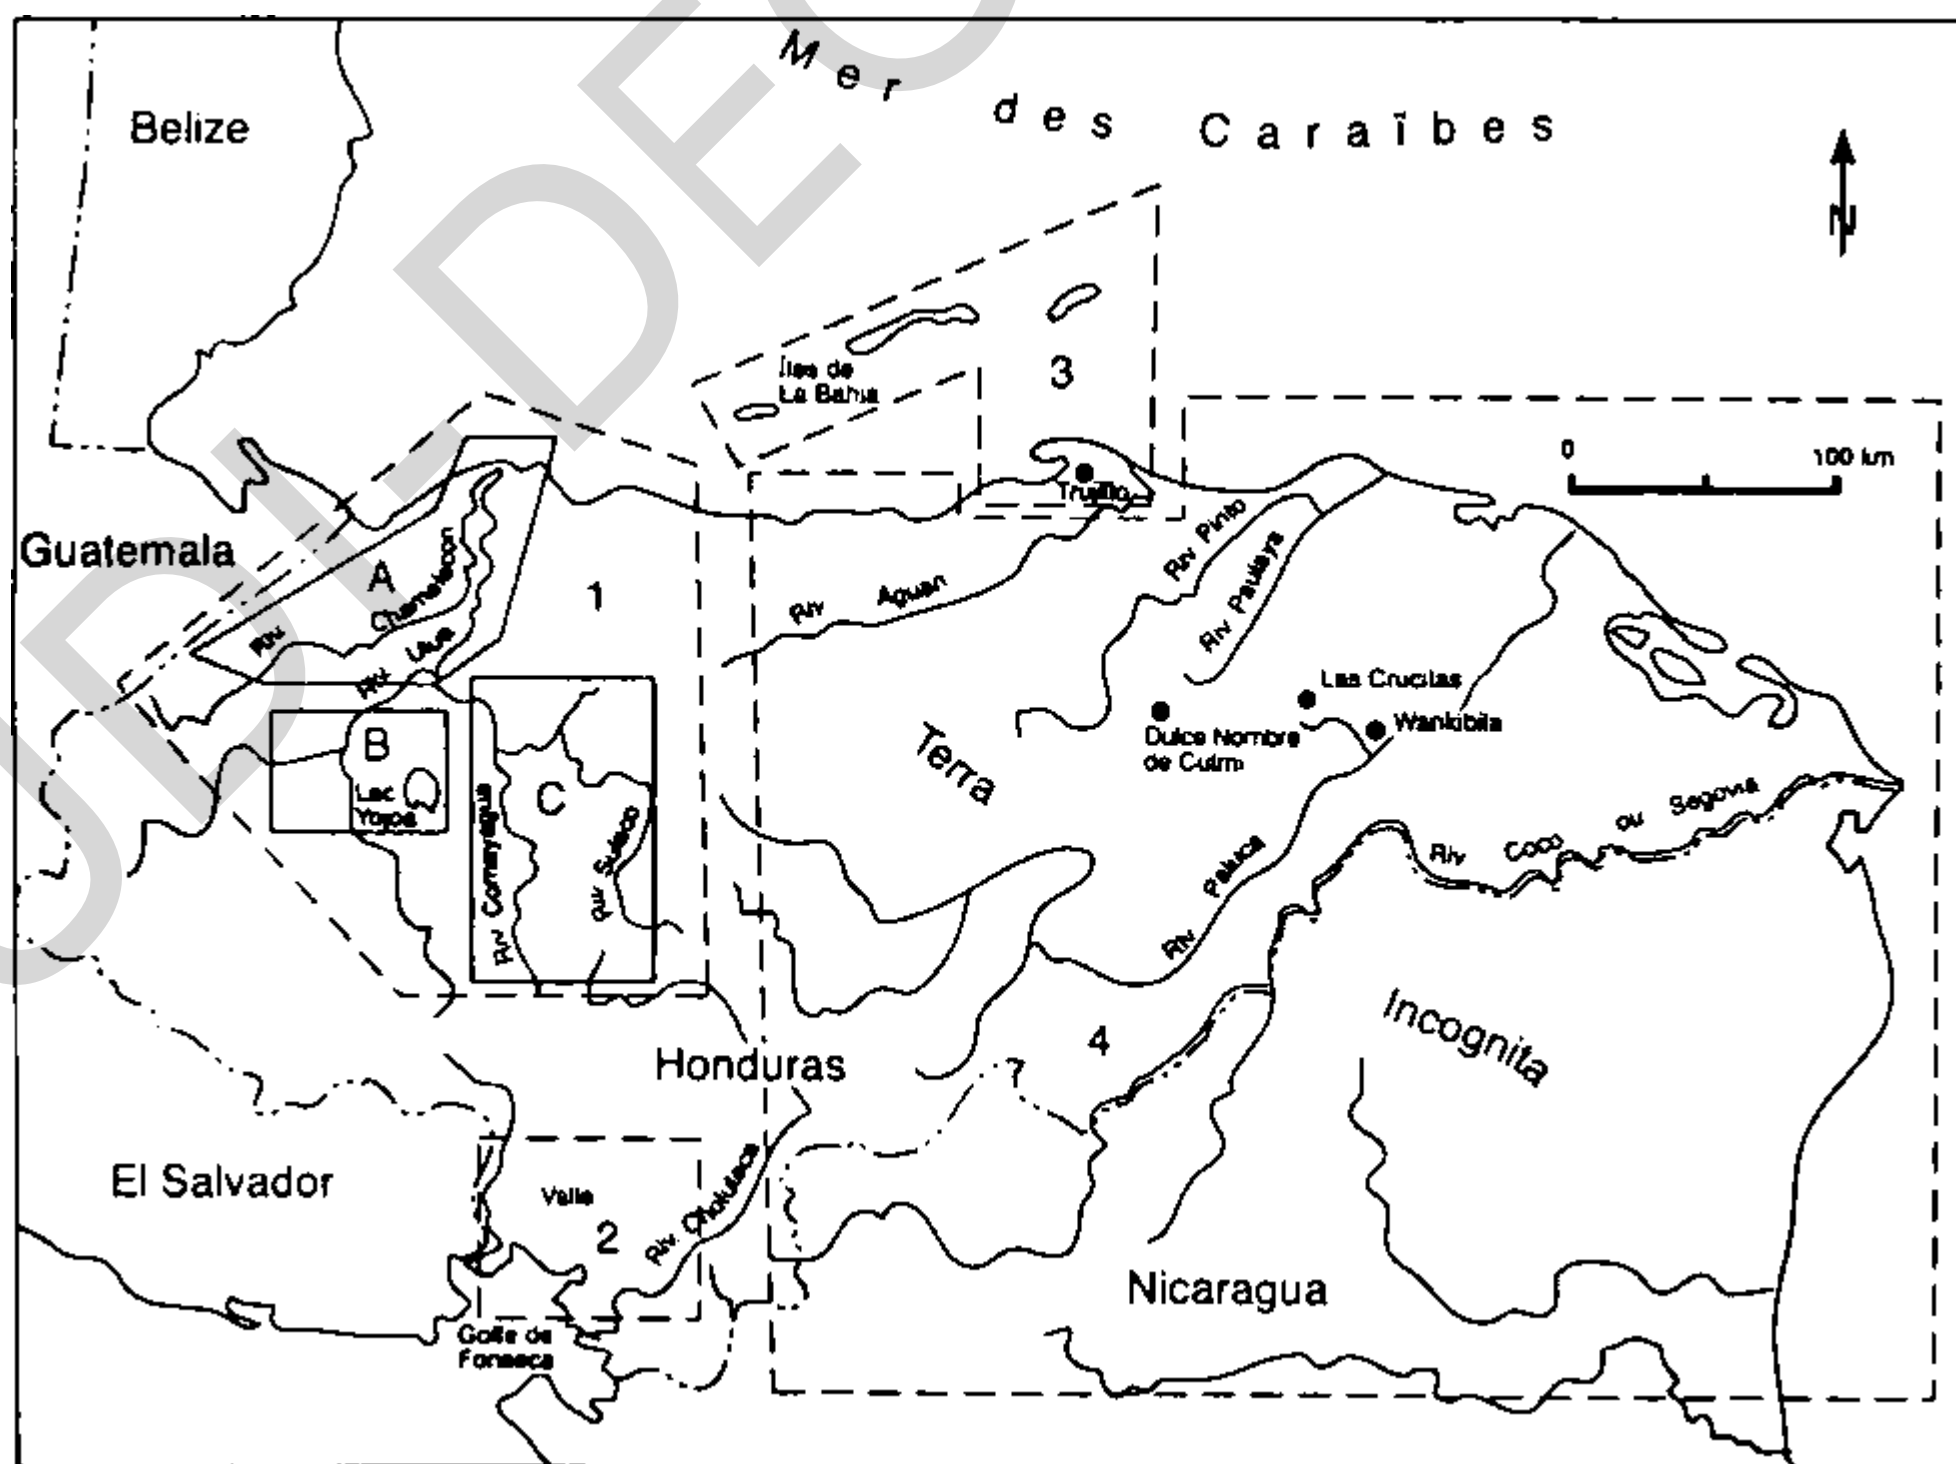 Mer des Caraïbes
Belize
N
Îles de
La Bahia
3
0 100 km
Trujillo
Guatemala
A
Riv. Chamelecon
1
Riv Aguan
Riv Pinto
Riv Paulaya
Riv. Ulua
Las Crucitas
Wankibila
Dulce Nombre
de Culmi
B
Lac
Yojoa
C
Riv Comayagua
Riv Sulaco
Terra
Riv Patuca
Riv Coco ou Segovia
Incognita
4
Honduras
?
El Salvador
Valle
2
Riv. Choluteca
Nicaragua
Golfe de
Fonseca
UDI-DEG